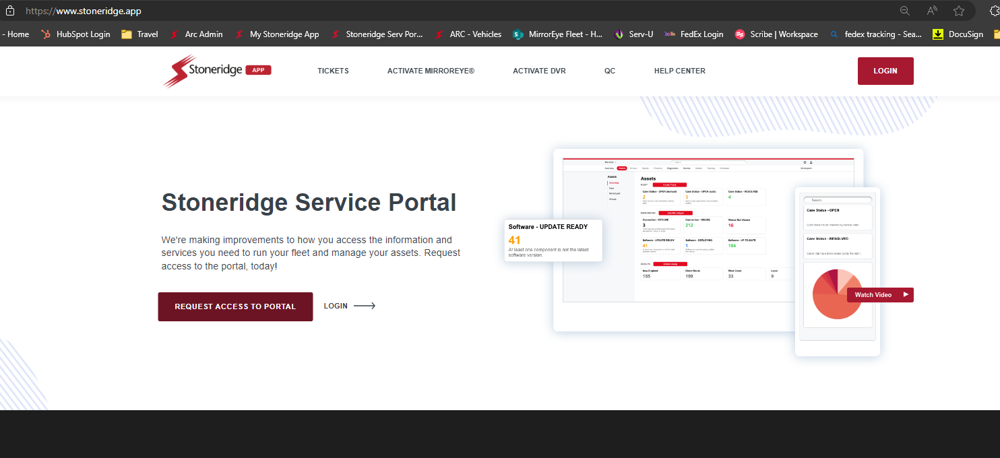 https://www.stoneridge.app
- Home
HubSpot Login
Travel
Arc Admin
My Stoneridge App
Stoneridge Serv Por...
ARC - Vehicles
MirrorEye Fleet - H...
Serv-U
FedEx Login
Scribe | Workspace
fedex tracking - Sea...
DocuSign
Stoneridge APP
TICKETS
ACTIVATE MIRROREYE®
ACTIVATE DVR
QC
HELP CENTER
LOGIN
Stoneridge Service Portal
We're making improvements to how you access the information and
services you need to run your fleet and manage your assets. Request
access to the portal, today!
REQUEST ACCESS TO PORTAL
LOGIN
Software - UPDATE READY
41
At least one component is not the latest
software version.
Assets
Overview
Fleet
MirrorEye®
Groups
Assets
FLEET
Create Truck
Case Status - OPEN (manual)
2
Case Status - OPEN (auto)
3
Case Status - RESOLVED
4
Connection - OFFLINE
3
Connection - ONLINE
212
Videos Not Viewed
16
Software - UPDATE READY
41
Software - DEPLOYING
1
Software - UP-TO-DATE
184
GROUPS
Create Group
New England
155
Direct Route
199
West Coast
33
Local
9
Search
Case Status - OPEN
Case Status - RESOLVED
Watch Video